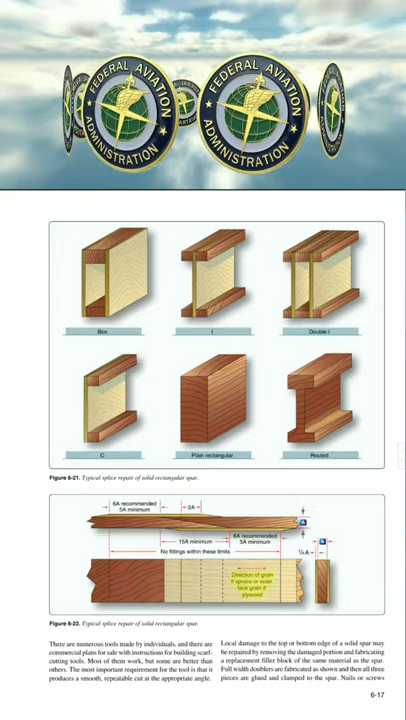 FEDERAL AVIATION
ADMINISTRATION
FEDERAL AVIATION
ADMINISTRATION
Box
I
Double I
C
Plain rectangular
Routed
Figure 6-21. Typical splice repair of solid rectangular spar.
6A recommended
5A minimum
2A
A
15A minimum
6A recommended
5A minimum
No fittings within these limits
¼ A
A
Direction of grain
if spruce or outer
face grain if
plywood
Figure 6-22. Typical splice repair of solid rectangular spar.
There are numerous tools made by individuals, and there are
commercial plans for sale with instructions for building scarf-
cutting tools. Most of them work, but some are better than
others. The most important requirement for the tool is that it
produces a smooth, repeatable cut at the appropriate angle.
Local damage to the top or bottom edge of a solid spar may
be repaired by removing the damaged portion and fabricating
a replacement filler block of the same material as the spar.
Full width doublers are fabricated as shown and then all three
pieces are glued and clamped to the spar. Nails or screws
6-17